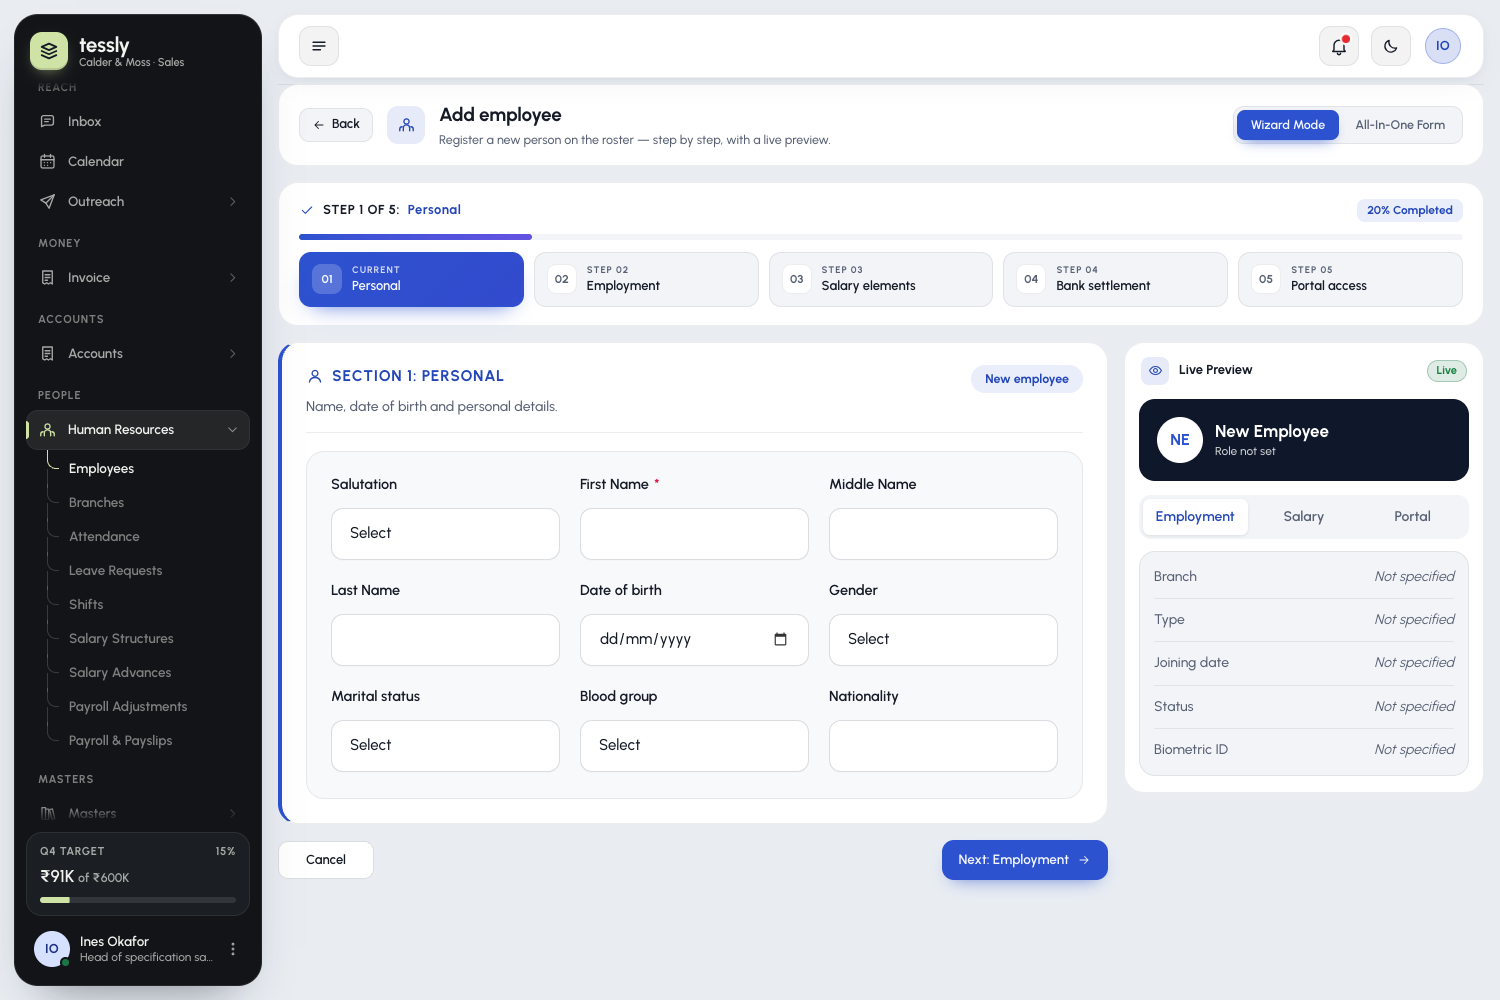 tessly
Calder & Moss · Sales
REACH
Inbox
Calendar
Outreach
MONEY
Invoice
ACCOUNTS
Accounts
PEOPLE
Human Resources
Employees
Branches
Attendance
Leave Requests
Shifts
Salary Structures
Salary Advances
Payroll Adjustments
Payroll & Payslips
MASTERS
Masters
Q4 TARGET 15%
₹91K of ₹600K
IO
Ines Okafor
Head of specification sa...
IO
Back
Add employee
Register a new person on the roster — step by step, with a live preview.
Wizard Mode All-In-One Form
STEP 1 OF 5: Personal
20% Completed
01 CURRENT
Personal
02 STEP 02
Employment
03 STEP 03
Salary elements
04 STEP 04
Bank settlement
05 STEP 05
Portal access
SECTION 1: PERSONAL
New employee
Name, date of birth and personal details.
Salutation First Name * Middle Name
Select
Last Name Date of birth Gender
dd/mm/yyyy Select
Marital status Blood group Nationality
Select Select
Cancel
Next: Employment
Live Preview
Live
NE
New Employee
Role not set
Employment Salary Portal
Branch Not specified
Type Not specified
Joining date Not specified
Status Not specified
Biometric ID Not specified